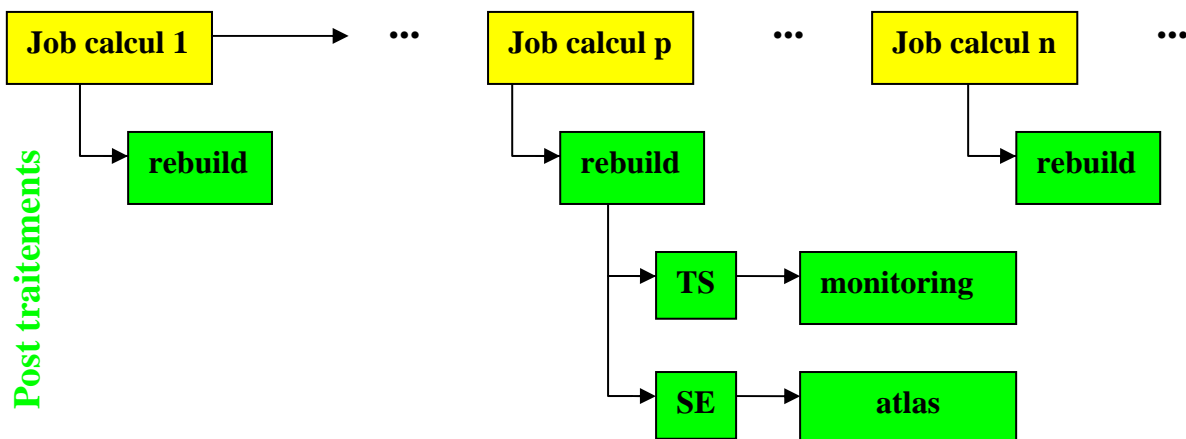 Job calcul 1
...
Job calcul p
...
Job calcul n
...
rebuild
rebuild
rebuild
Post traitements
TS
monitoring
SE
atlas